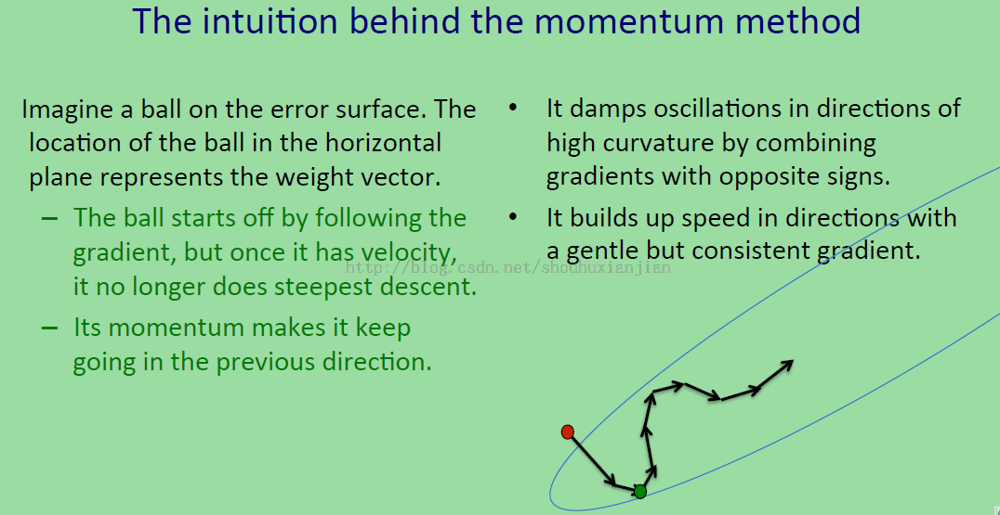 The intuition behind the momentum method
Imagine a ball on the error surface. The
location of the ball in the horizontal
plane represents the weight vector.
– The ball starts off by following the
gradient, but once it has velocity,
it no longer does steepest descent.
– Its momentum makes it keep
going in the previous direction.
• It damps oscillations in directions of
high curvature by combining
gradients with opposite signs.
• It builds up speed in directions with
a gentle but consistent gradient.
http://blog.csdn.net/shouhuxianjian